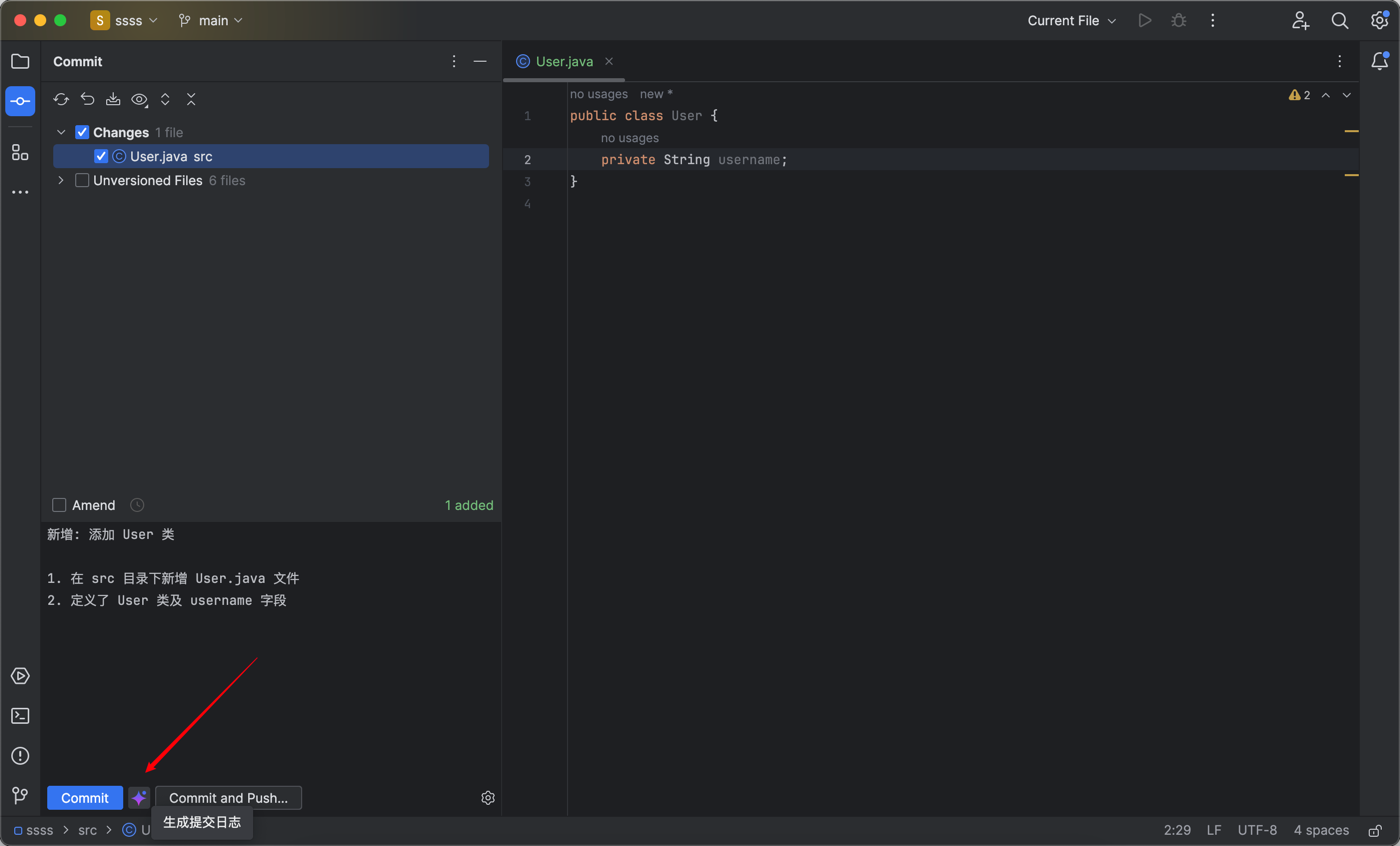 S ssss main Current File
Commit
User.java
Changes 1 file
User.java src
Unversioned Files 6 files
no usages new *
2
1 public class User {
no usages
2 private String username;
3 }
4
Amend 1 added
新增: 添加 User 类
1. 在 src 目录下新增 User.java 文件
2. 定义了 User 类及 username 字段
Commit Commit and Push...
生成提交日志
ssss src U 2:29 LF UTF-8 4 spaces